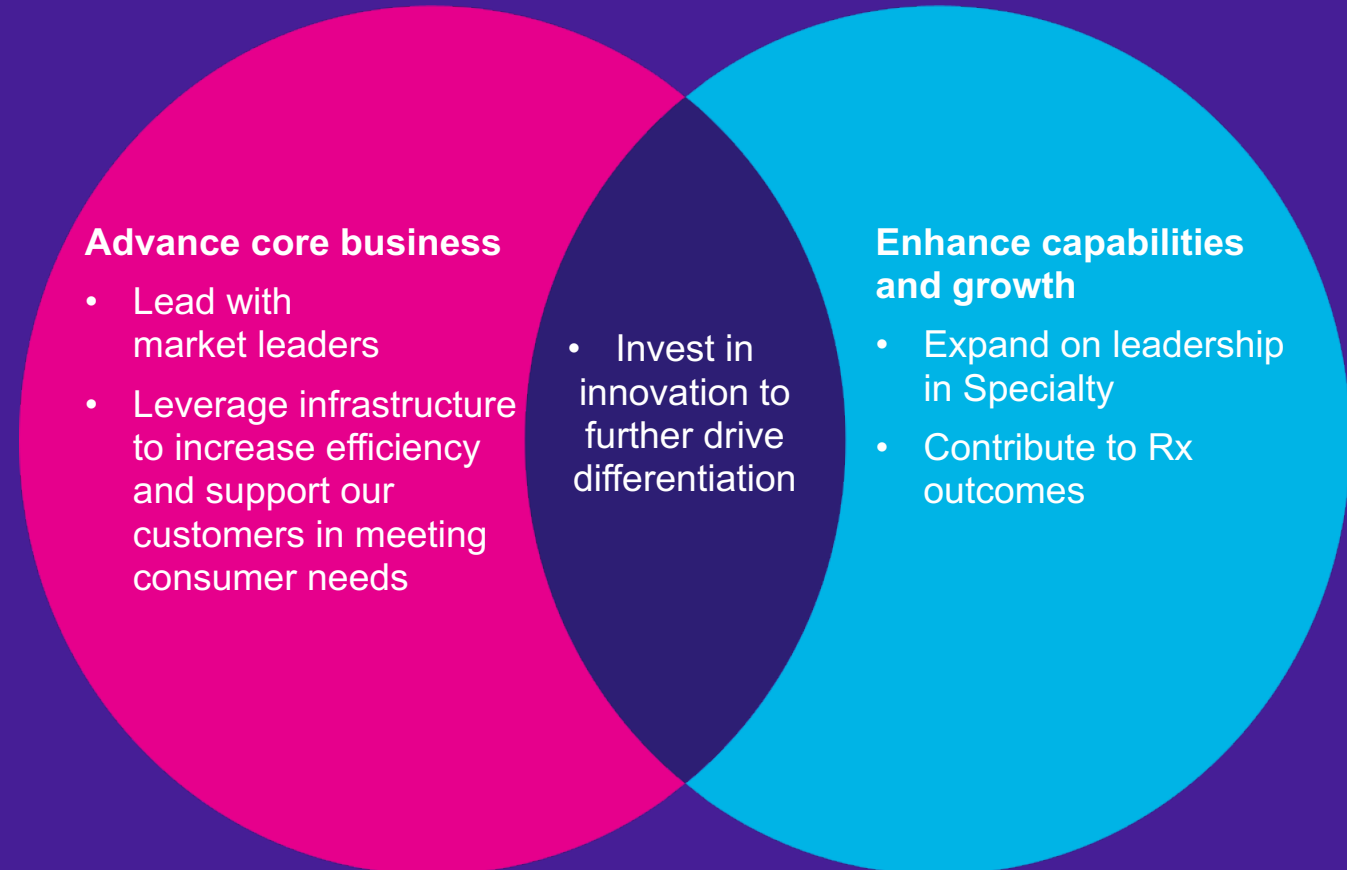 Advance core business
• Lead with
market leaders
• Leverage infrastructure
to increase efficiency
and support our
customers in meeting
consumer needs
• Invest in
innovation to
further drive
differentiation
Enhance capabilities
and growth
• Expand on leadership
in Specialty
• Contribute to Rx
outcomes